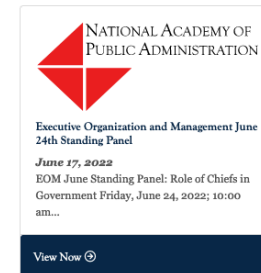 NATIONAL ACADEMY OF
PUBLIC ADMINISTRATION
Executive Organization and Management June
24th Standing Panel
June 17, 2022
EOM June Standing Panel: Role of Chiefs in
Government Friday, June 24, 2022; 10:00
am...
View Now